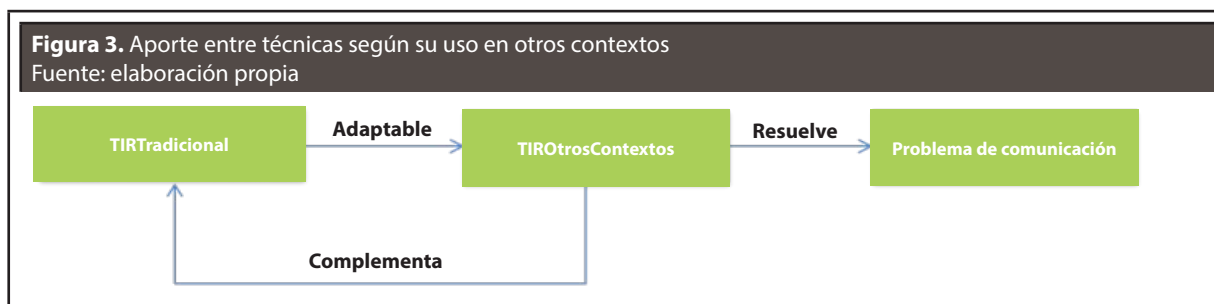 Figura 3. Aporte entre técnicas según su uso en otros contextos
Fuente: elaboración propia
TIRTradicional
Adaptable
TIROtrosContextos
Resuelve
Problema de comunicación
Complementa